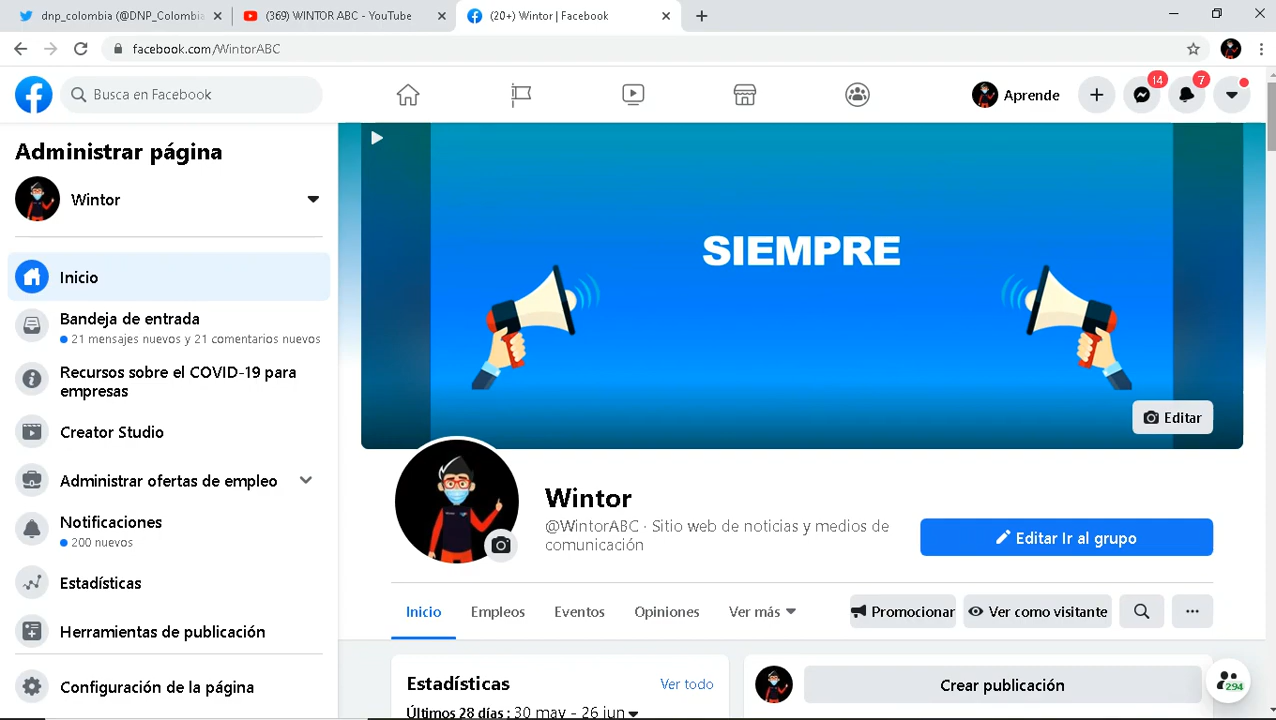 dnp_colombia (@DNP_Colombia
(369) WINTOR ABC - YouTube
(20+) Wintor | Facebook
facebook.com/WintorABC
Busca en Facebook
Aprende
14
7
Administrar página
Wintor
Inicio
Bandeja de entrada
21 mensajes nuevos y 21 comentarios nuevos
Recursos sobre el COVID-19 para
empresas
Creator Studio
Administrar ofertas de empleo
Notificaciones
200 nuevos
Estadísticas
Herramientas de publicación
Configuración de la página
SIEMPRE
Editar
Wintor
@WintorABC · Sitio web de noticias y medios de
comunicación
Editar Ir al grupo
Inicio
Empleos
Eventos
Opiniones
Ver más
Promocionar
Ver como visitante
Estadísticas
Ver todo
Últimos 28 días : 30 may - 26 jun
Crear publicación
294